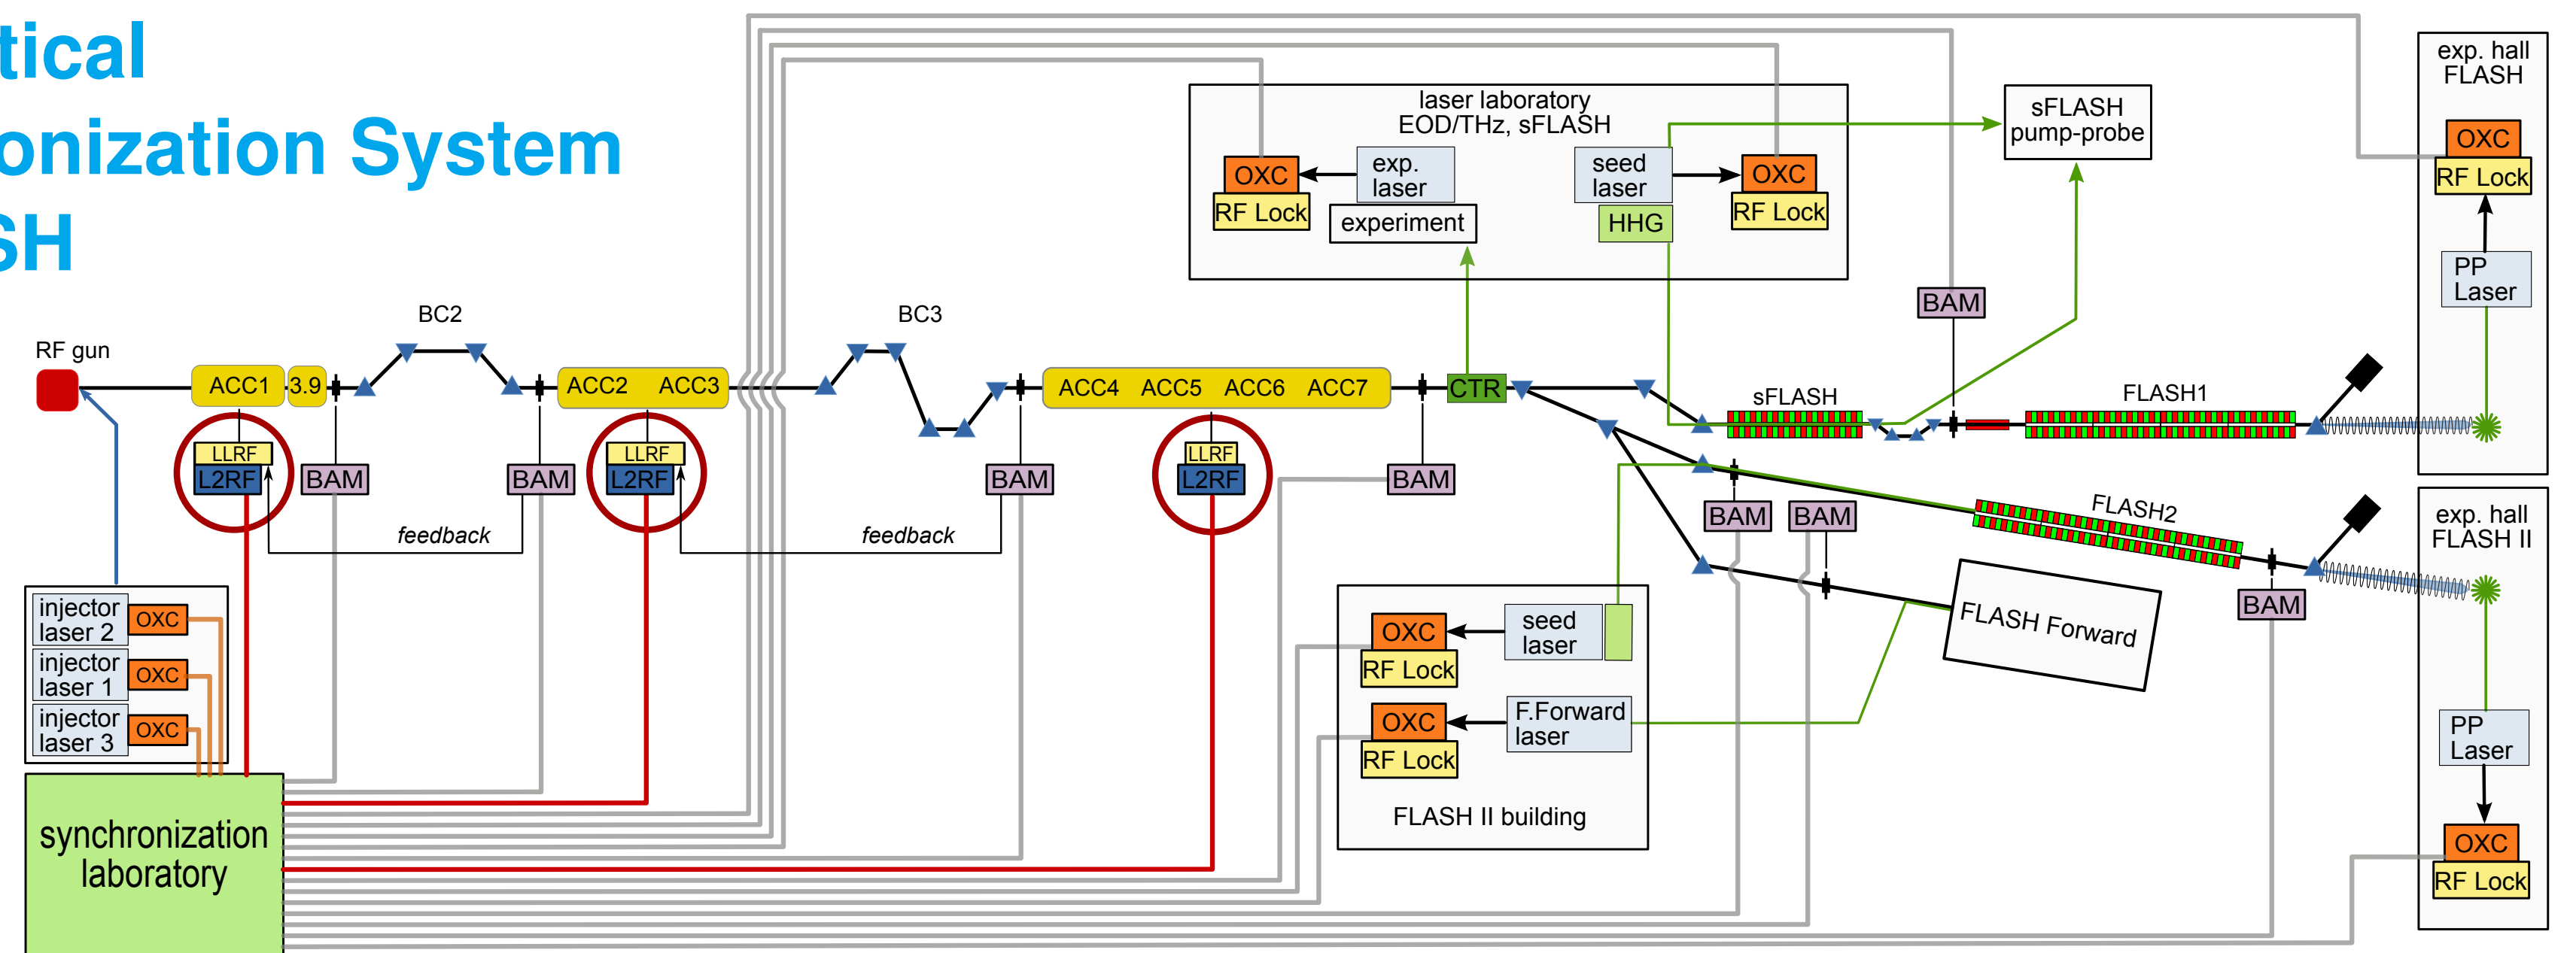 tical
onization System
SH
exp. hall
FLASH
OXC
RF Lock
PP
Laser
laser laboratory
EOD/THz, sFLASH
OXC
RF Lock
exp.
laser
experiment
seed
laser
HHG
OXC
RF Lock
sFLASH
pump-probe
BAM
BC2
BC3
RF gun
ACC1
3.9
ACC2
ACC3
ACC4
ACC5
ACC6
ACC7
CTR
sFLASH
FLASH1
LLRF
L2RF
BAM
BAM
LLRF
L2RF
BAM
LLRF
L2RF
BAM
feedback
feedback
BAM
BAM
FLASH2
exp. hall
FLASH II
BAM
FLASH Forward
injector
laser 2
OXC
injector
laser 1
OXC
injector
laser 3
OXC
OXC
RF Lock
seed
laser
OXC
RF Lock
F.Forward
laser
FLASH II building
PP
Laser
OXC
RF Lock
synchronization
laboratory